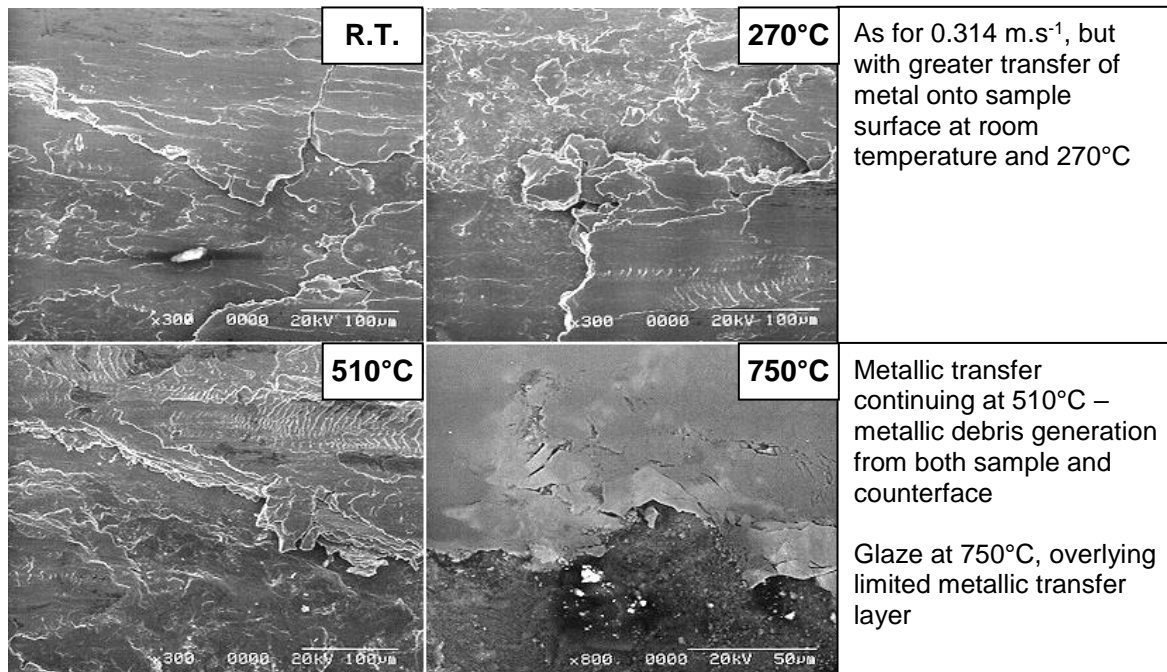 R.T.
x300 0000 20kV 100µm
270°C
x300 0000 20kV 100µm
As for 0.314 m.s-1, but
with greater transfer of
metal onto sample
surface at room
temperature and 270°C
510°C
x300 0000 20kV 100µm
750°C
x800 0000 20kV 50µm
Metallic transfer
continuing at 510°C –
metallic debris generation
from both sample and
counterface
Glaze at 750°C, overlying
limited metallic transfer
layer